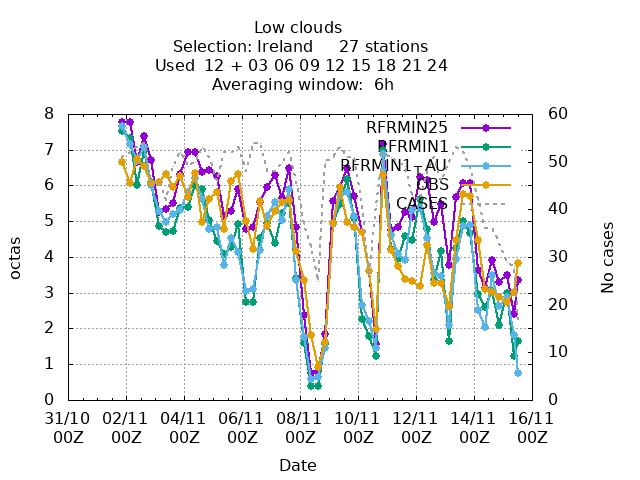 Low clouds
Selection: Ireland 27 stations
Used 12 + 03 06 09 12 15 18 21 24
Averaging window: 6h
8
7
6
5
4
3
2
1
0
octas
60
50
40
30
20
10
0
No cases
RFRMIN25
RFRMIN1
RFRMIN1_AU
OBS
CASES
31/10 02/11 04/11 06/11 08/11 10/11 12/11 14/11 16/11
00Z 00Z 00Z 00Z 00Z 00Z 00Z 00Z 00Z
Date